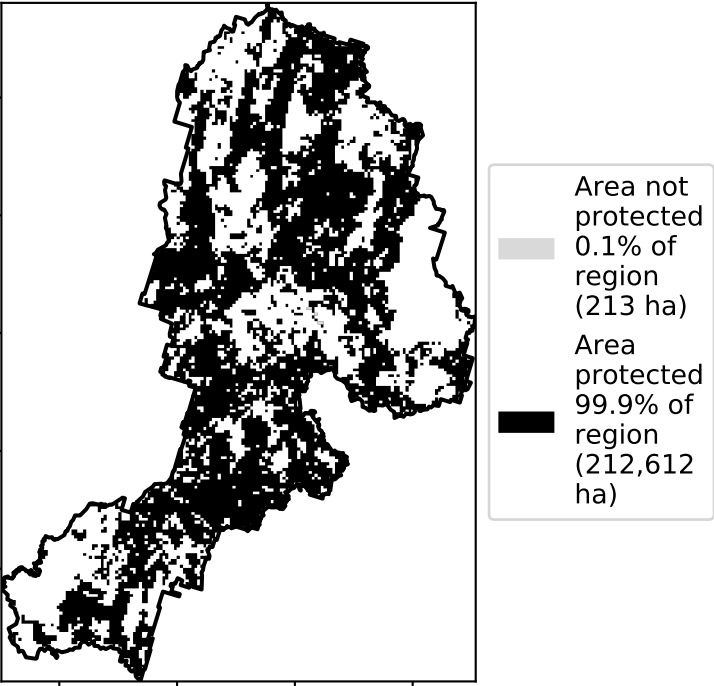 Area not
protected
0.1% of
region
(213 ha)
Area
protected
99.9% of
region
(212,612
ha)